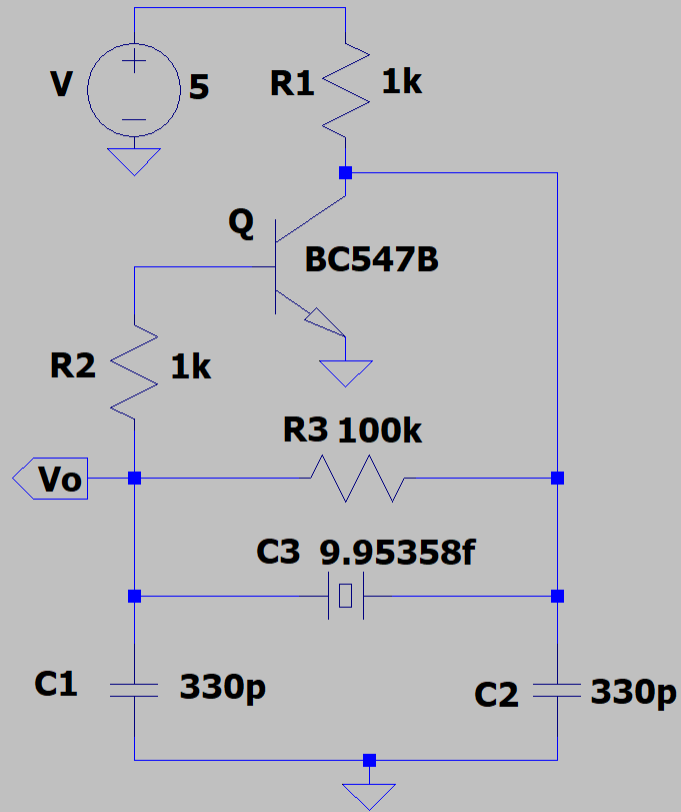 V
5
R1
1k
Q
BC547B
R2
1k
R3 100k
Vo
C3 9.95358f
C1
330p
C2
330p